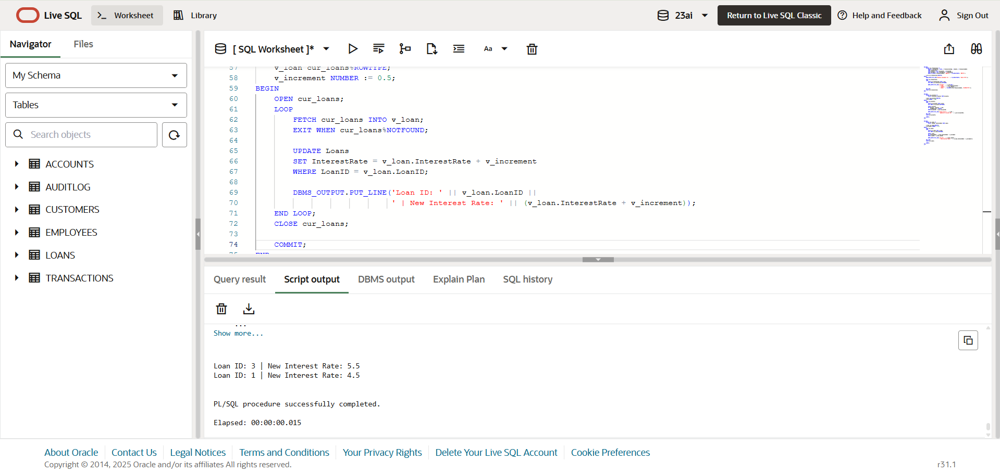 Live SQL
Worksheet
Library
23ai
Return to Live SQL Classic
Help and Feedback
Sign Out
Navigator
Files
My Schema
Tables
Search objects
ACCOUNTS
AUDITLOG
CUSTOMERS
EMPLOYEES
LOANS
TRANSACTIONS
[ SQL Worksheet ]*
Aa
57 v_loan cur_loans%ROWTYPE;
58 v_increment NUMBER := 0.5;
59 BEGIN
60 OPEN cur_loans;
61 LOOP
62 FETCH cur_loans INTO v_loan;
63 EXIT WHEN cur_loans%NOTFOUND;
64
65 UPDATE Loans
66 SET InterestRate = v_loan.InterestRate + v_increment
67 WHERE LoanID = v_loan.LoanID;
68
69 DBMS_OUTPUT.PUT_LINE('Loan ID: ' || v_loan.LoanID ||
70 ' | New Interest Rate: ' || (v_loan.InterestRate + v_increment));
71 END LOOP;
72 CLOSE cur_loans;
73
74 COMMIT;
75 END
Query result
Script output
DBMS output
Explain Plan
SQL history
...
Show more...
Loan ID: 3 | New Interest Rate: 5.5
Loan ID: 1 | New Interest Rate: 4.5
PL/SQL procedure successfully completed.
Elapsed: 00:00:00.015
About Oracle
Contact Us
Legal Notices
Terms and Conditions
Your Privacy Rights
Delete Your Live SQL Account
Cookie Preferences
Copyright © 2014, 2025 Oracle and/or its affiliates All rights reserved.
r31.1